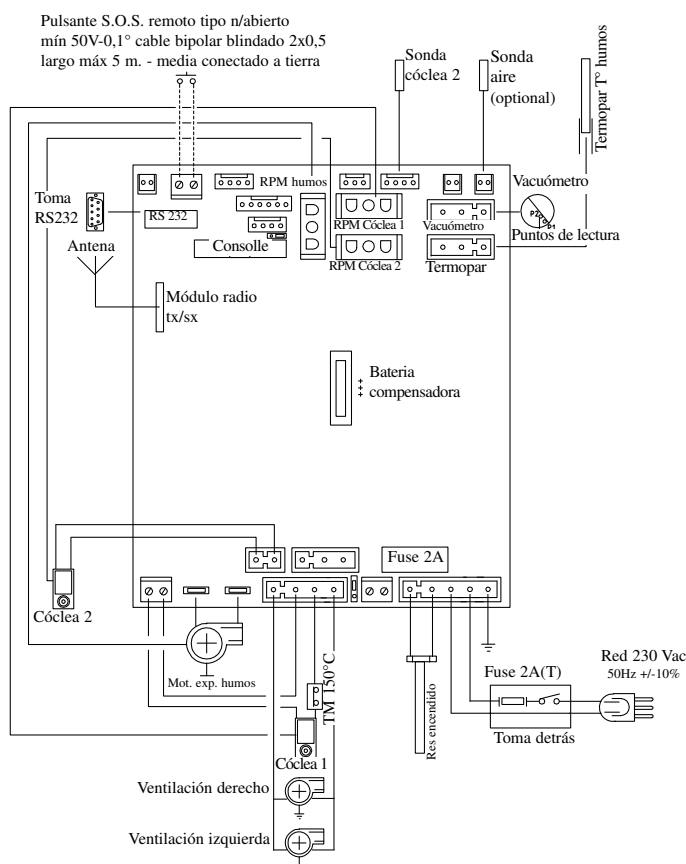 Pulsante S.O.S. remoto tipo n/abierto
mín 50V-0,1° cable bipolar blindado 2x0,5
largo máx 5 m. - media conectado a tierra
Sonda
cóclea 2
Sonda
aire
(optional)
Termopar T° humos
RPM humos
Vacuómetro
Toma
RS232
RS 232
RPM Cóclea 1
Vacuómetro
Puntos de lectura
Antena
Consolle
RPM Cóclea 2
Termopar
Módulo radio
tx/sx
Bateria
compensadora
Fuse 2A
Cóclea 2
Mot. exp. humos
TM 150°C
Res encendido
Fuse 2A(T)
Red 230 Vac
50Hz +/-10%
Toma detrás
Cóclea 1
Ventilación derecho
Ventilación izquierda